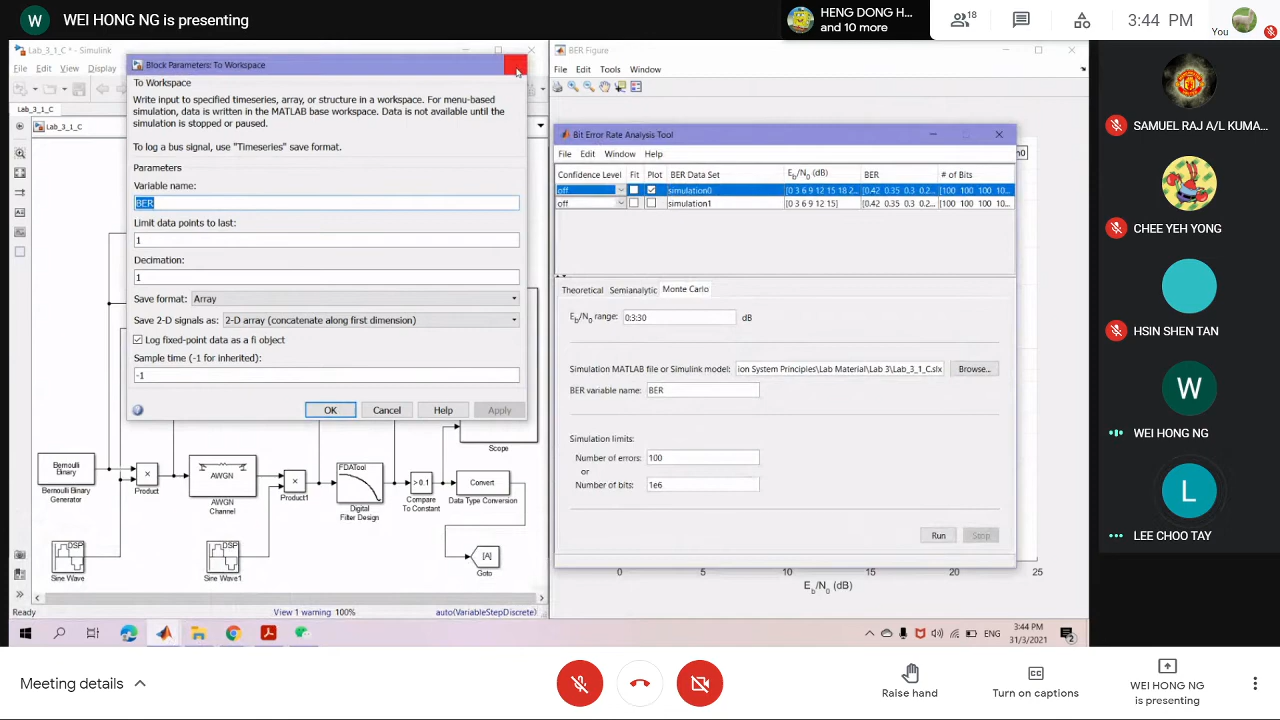 W WEI HONG NG is presenting
HENG DONG H...
and 10 more
18
3:44 PM
You
Lab_3_1_C * - Simulink
File Edit View Display
Lab_3_1_C
Lab_3_1_C
Block Parameters: To Workspace
To Workspace
Write input to specified timeseries, array, or structure in a workspace. For menu-based
simulation, data is written in the MATLAB base workspace. Data is not available until the
simulation is stopped or paused.
To log a bus signal, use "Timeseries" save format.
Parameters
Variable name:
BER
Limit data points to last:
1
Decimation:
1
Save format: Array
Save 2-D signals as: 2-D array (concatenate along first dimension)
Log fixed-point data as a fi object
Sample time (-1 for inherited):
-1
OK Cancel Help Apply
Scope
Bernoulli
Binary
Bernoulli Binary
Generator
×
Product
AWGN
AWGN
Channel
×
Product1
FDATool
Digital
Filter Design
> 0.1
Compare
To Constant
Convert
Data Type Conversion
[A]
Goto
DSP
Sine Wave
DSP
Sine Wave1
Ready View 1 warning 100% auto(VariableStepDiscrete)
BER Figure
File Edit Tools Window
Bit Error Rate Analysis Tool
File Edit Window Help
Confidence Level Fit Plot BER Data Set Eb/N0 (dB) BER # of Bits
off simulation0 [0 3 6 9 12 15 18 2... [0.42 0.35 0.3 0.2... [100 100 100 10...
off simulation1 [0 3 6 9 12 15] [0.42 0.35 0.3 0.2... [100 100 100 10...
Theoretical Semianalytic Monte Carlo
Eb/N0 range: 0:3:30 dB
Simulation MATLAB file or Simulink model: ion System Principles\Lab Material\Lab 3\Lab_3_1_C.slx Browse...
BER variable name: BER
Simulation limits:
Number of errors: 100
or
Number of bits: 1e6
Run Stop
0 5 10 15 20 25
Eb/N0 (dB)
ENG
3:44 PM
31/3/2021
2
SAMUEL RAJ A/L KUMA...
CHEE YEH YONG
HSIN SHEN TAN
W
WEI HONG NG
L
LEE CHOO TAY
Meeting details
Raise hand
Turn on captions
WEI HONG NG
is presenting